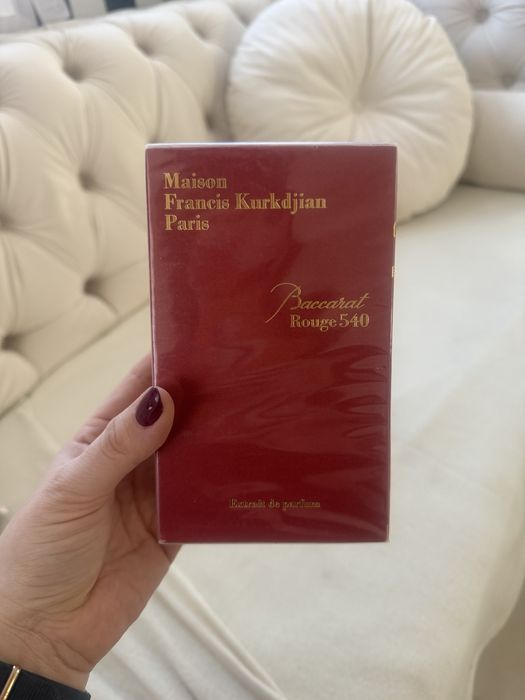 Maison
Francis Kurkdjian
Paris
Baccarat
Rouge 540
Extrait de parfum